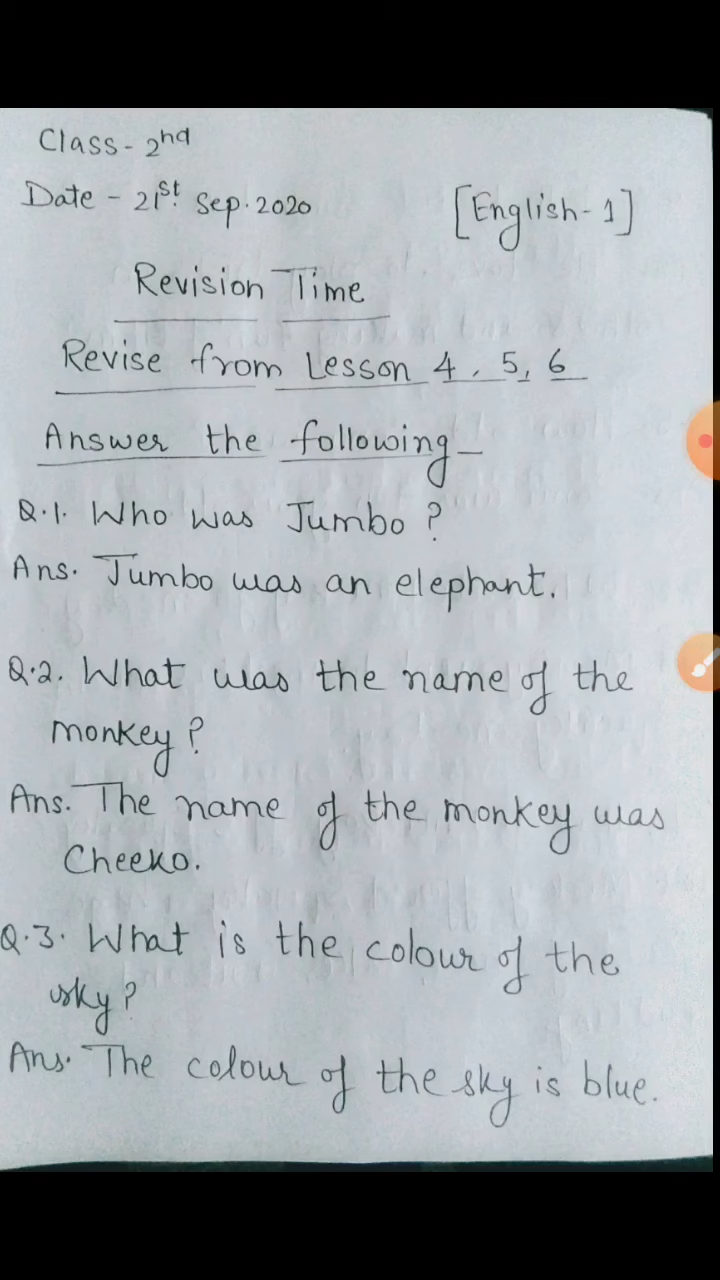 Class - 2nd
Date - 21st Sep. 2020 [English - 1]
Revision Time
Revise from Lesson 4, 5, 6
Answer the following -
Q.1. Who was Jumbo ?
Ans. Jumbo was an elephant.
Q.2. What was the name of the
monkey ?
Ans. The name of the monkey was
Cheeko.
Q.3. What is the colour of the
sky ?
Ans. The colour of the sky is blue.